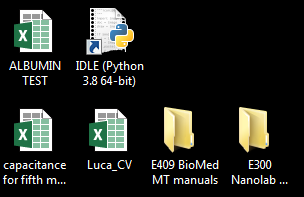 ALBUMIN
TEST
IDLE (Python
3.8 64-bit)
capacitance
for fifth m...
Luca_CV
E409 BioMed
MT manuals
E300
Nanolab ...